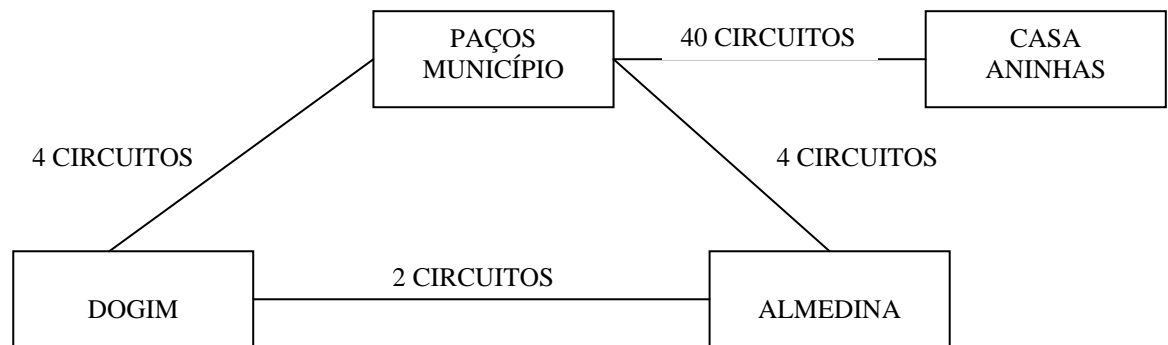 PAÇOS
MUNICÍPIO
40 CIRCUITOS
CASA
ANINHAS
4 CIRCUITOS
4 CIRCUITOS
2 CIRCUITOS
DOGIM
ALMEDINA